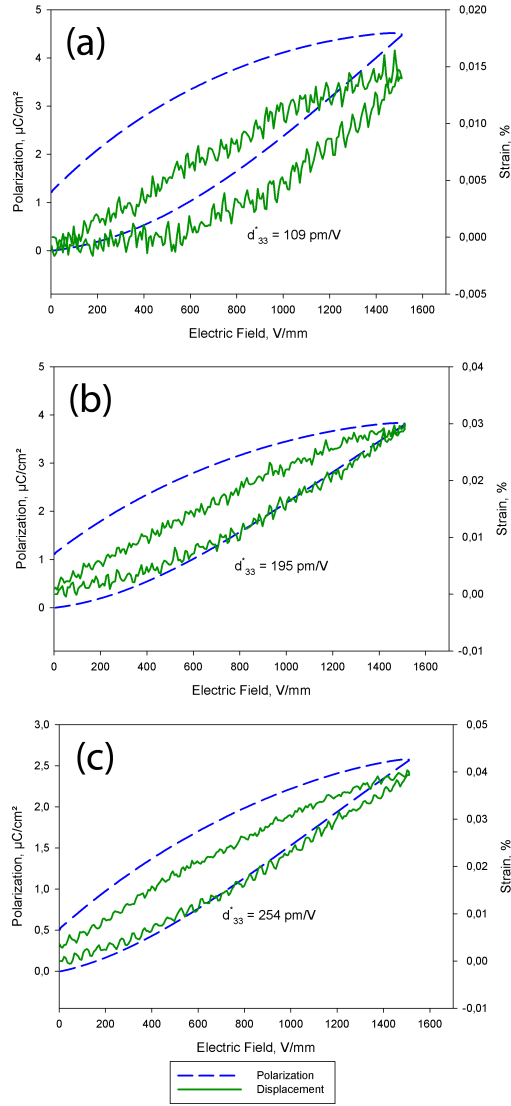 (a)
5
4
3
2
1
0
Polarization, µC/cm²
0,020
0,015
0,010
0,005
0,000
-0,005
Strain, %
d*33 = 109 pm/V
0 200 400 600 800 1000 1200 1400 1600
Electric Field, V/mm
(b)
5
4
3
2
1
0
Polarization, µC/cm²
0,04
0,03
0,02
0,01
0,00
-0,01
Strain, %
d*33 = 195 pm/V
0 200 400 600 800 1000 1200 1400 1600
Electric Field, V/mm
(c)
3,0
2,5
2,0
1,5
1,0
0,5
0,0
Polarization, µC/cm²
0,05
0,04
0,03
0,02
0,01
0,00
-0,01
Strain, %
d*33 = 254 pm/V
0 200 400 600 800 1000 1200 1400 1600
Electric Field, V/mm
Polarization
Displacement